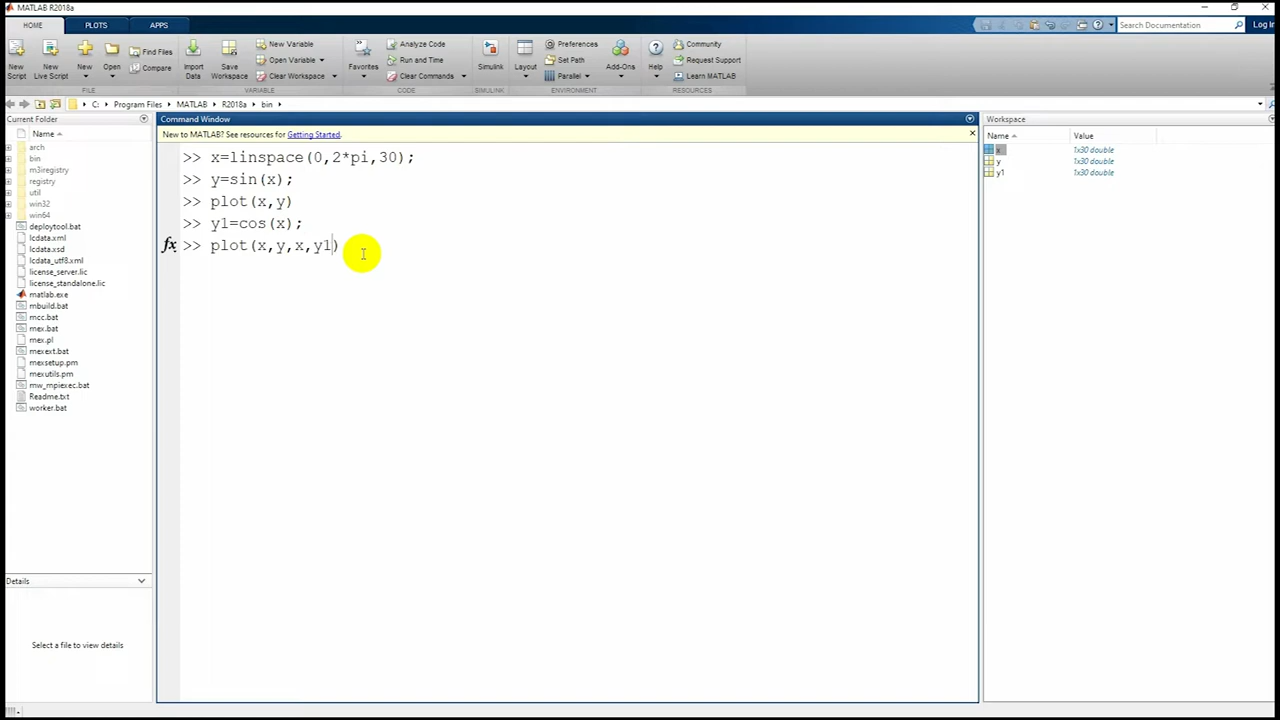 MATLAB R2018a
HOME PLOTS APPS
Search Documentation
Log In
New Script
New Live Script
New
Open
Find Files
Compare
Import Data
Save Workspace
New Variable
Open Variable
Clear Workspace
Favorites
Analyze Code
Run and Time
Clear Commands
Simulink
Layout
Preferences
Set Path
Parallel
Add-Ons
Help
Community
Request Support
Learn MATLAB
FILE VARIABLE CODE SIMULINK ENVIRONMENT RESOURCES
C: Program Files MATLAB R2018a bin
Current Folder
Name
arch
bin
m3iregistry
registry
util
win32
win64
deploytool.bat
lcdata.xml
lcdata.xsd
lcdata_utf8.xml
license_server.lic
license_standalone.lic
matlab.exe
mbuild.bat
mcc.bat
mex.bat
mex.pl
mexext.bat
mexsetup.pm
mexutils.pm
mw_mpiexec.bat
Readme.txt
worker.bat
Details
Select a file to view details
Command Window
New to MATLAB? See resources for Getting Started.
>> x=linspace(0,2*pi,30);
>> y=sin(x);
>> plot(x,y)
>> y1=cos(x);
fx >> plot(x,y,x,y1)
Workspace
Name Value
x 1x30 double
y 1x30 double
y1 1x30 double